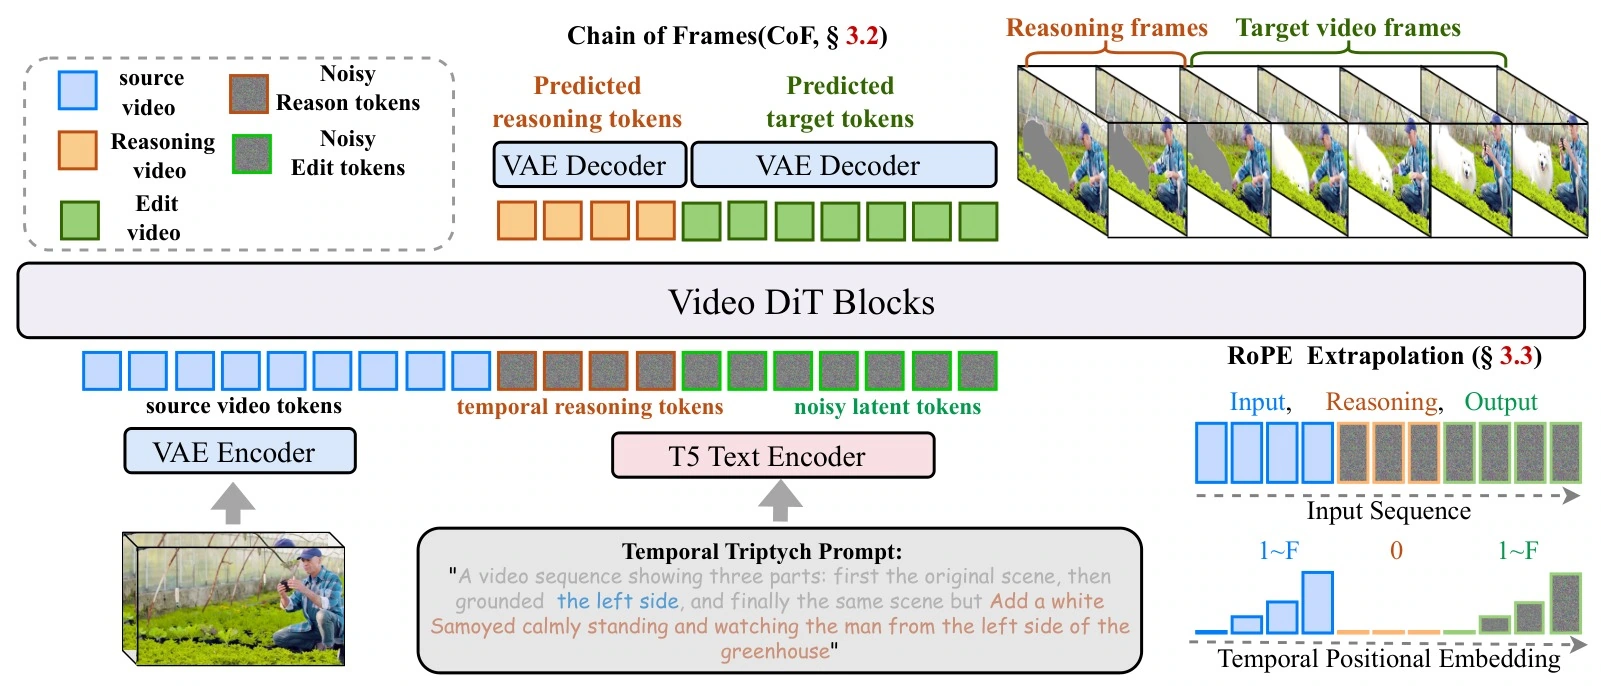 Chain of Frames(CoF, § 3.2)
Reasoning frames
Target video frames
source
video
Noisy
Reason tokens
Reasoning
video
Noisy
Edit tokens
Edit
video
Predicted
reasoning tokens
Predicted
target tokens
VAE Decoder
VAE Decoder
Video DiT Blocks
source video tokens
temporal reasoning tokens
noisy latent tokens
VAE Encoder
T5 Text Encoder
Temporal Triptych Prompt:
"A video sequence showing three parts: first the original scene, then
grounded the left side, and finally the same scene but Add a white
Samoyed calmly standing and watching the man from the left side of the
greenhouse"
RoPE Extrapolation (§ 3.3)
Input, Reasoning, Output
Input Sequence
1~F 0 1~F
Temporal Positional Embedding